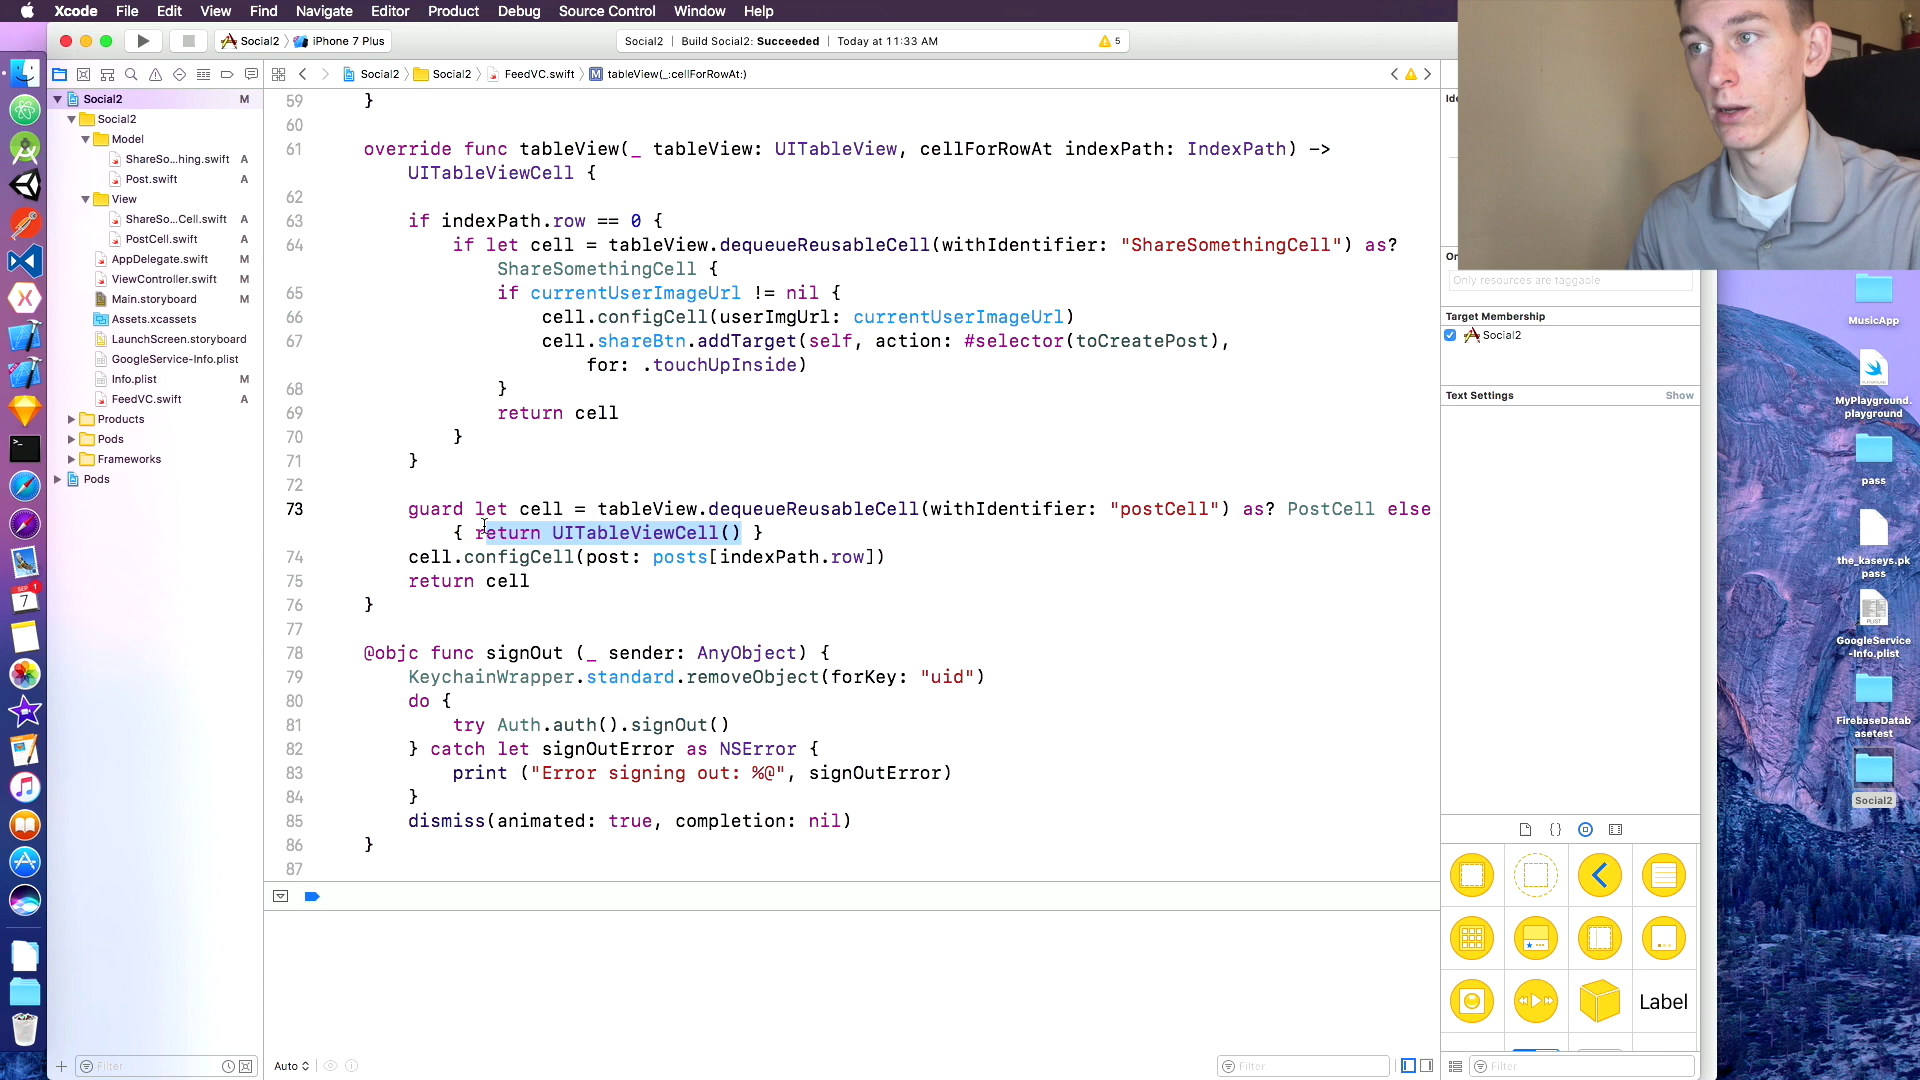 Xcode File Edit View Find Navigate Editor Product Debug Source Control Window Help
Social2 iPhone 7 Plus
Social2 | Build Social2: Succeeded | Today at 11:33 AM 5
Social2 Social2 FeedVC.swift M tableView(_:cellForRowAt:)
Social2 M
Social2
Model
ShareSo...hing.swift A
Post.swift A
View
ShareSo...Cell.swift A
PostCell.swift A
AppDelegate.swift M
ViewController.swift M
Main.storyboard M
Assets.xcassets
LaunchScreen.storyboard
GoogleService-Info.plist
Info.plist M
FeedVC.swift A
Products
Pods
Frameworks
Pods
59 }
60
61 override func tableView(_ tableView: UITableView, cellForRowAt indexPath: IndexPath) ->
UITableViewCell {
62
63 if indexPath.row == 0 {
64 if let cell = tableView.dequeueReusableCell(withIdentifier: "ShareSomethingCell") as?
ShareSomethingCell {
65 if currentUserImageUrl != nil {
66 cell.configCell(userImgUrl: currentUserImageUrl)
67 cell.shareBtn.addTarget(self, action: #selector(toCreatePost),
for: .touchUpInside)
68 }
69 return cell
70 }
71 }
72
73 guard let cell = tableView.dequeueReusableCell(withIdentifier: "postCell") as? PostCell else
{ return UITableViewCell() }
74 cell.configCell(post: posts[indexPath.row])
75 return cell
76 }
77
78 @objc func signOut (_ sender: AnyObject) {
79 KeychainWrapper.standard.removeObject(forKey: "uid")
80 do {
81 try Auth.auth().signOut()
82 } catch let signOutError as NSError {
83 print ("Error signing out: %@", signOutError)
84 }
85 dismiss(animated: true, completion: nil)
86 }
87
Only resources are taggable
Target Membership
Social2
Text Settings Show
Label
Filter
Auto
Filter
Filter
SEP
7
1
MusicApp
MyPlayground.
playground
pass
the_kaseys.pk
pass
PLIST
GoogleService
-Info.plist
FirebaseDatab
asetest
Social2